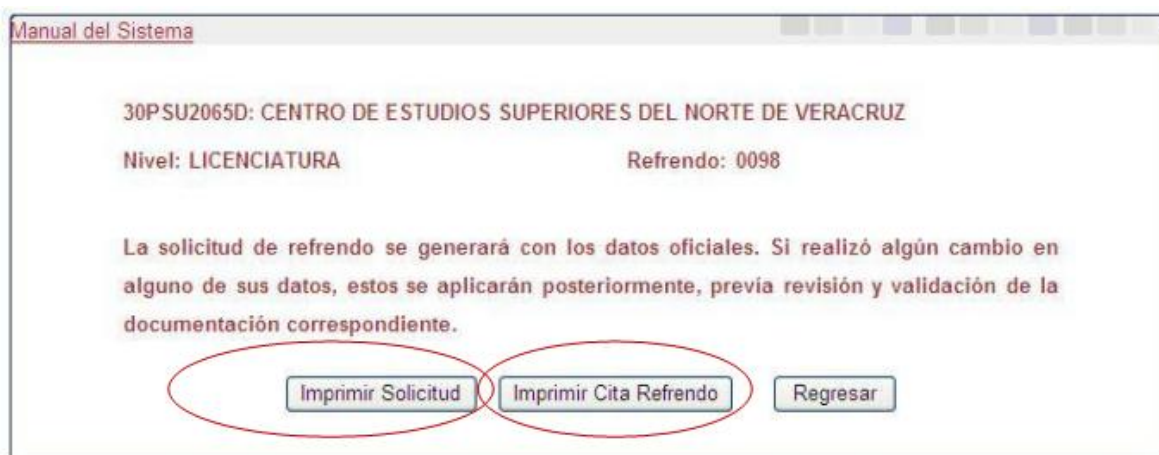 Manual del Sistema
30PSU2065D: CENTRO DE ESTUDIOS SUPERIORES DEL NORTE DE VERACRUZ
Nivel: LICENCIATURA Refrendo: 0098
La solicitud de refrendo se generará con los datos oficiales. Si realizó algún cambio en
alguno de sus datos, estos se aplicarán posteriormente, previa revisión y validación de la
documentación correspondiente.
Imprimir Solicitud Imprimir Cita Refrendo Regresar